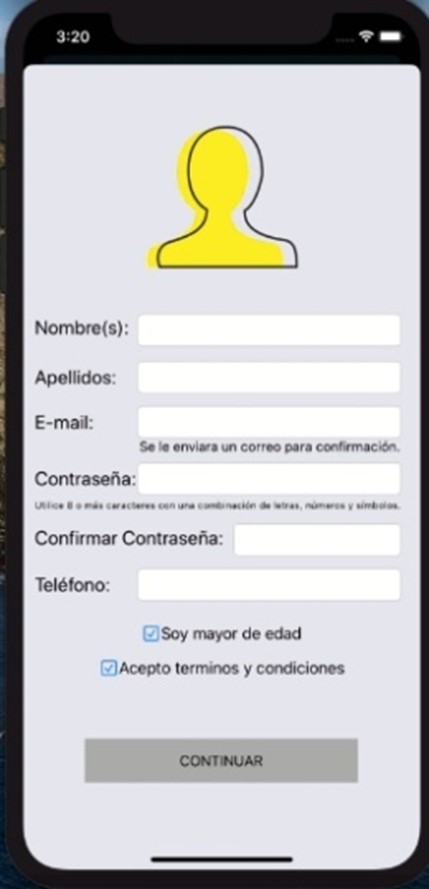 3:20
Nombre(s):
Apellidos:
E-mail:
Se le enviara un correo para confirmación.
Contraseña:
Utilice 8 o más caracteres con una combinación de letras, números y símbolos.
Confirmar Contraseña:
Teléfono:
Soy mayor de edad
Acepto terminos y condiciones
CONTINUAR